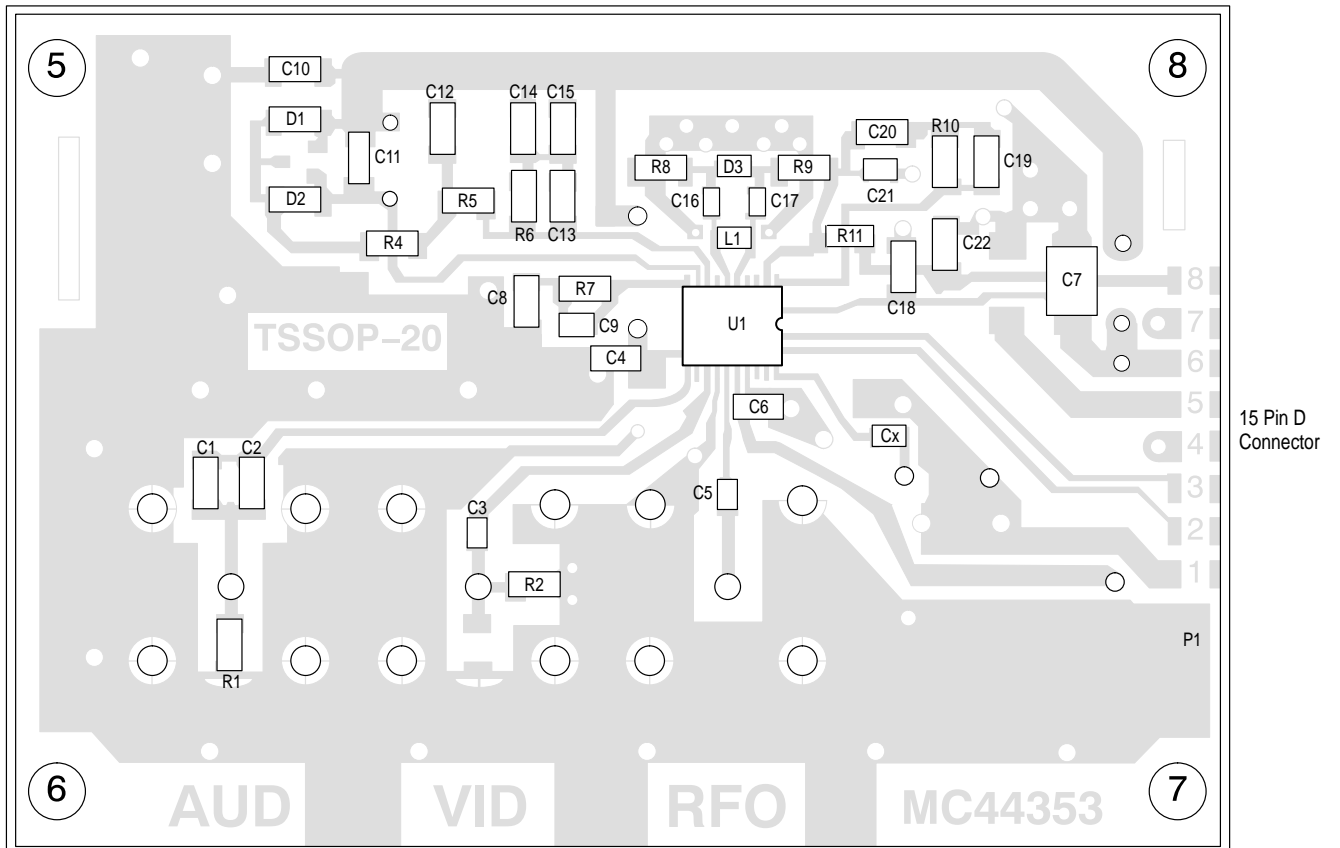 5
8
C10
D1
C12
C14
C15
C11
D2
R5
R4
R6
C13
R8
D3
R9
C16
C17
L1
C20
R10
C19
C21
R11
C22
C18
C7
C8
R7
C9
C4
U1
TSSOP–20
C6
Cx
C1
C2
C3
C5
R2
R1
8
7
6
5
4
3
2
1
15 Pin D
Connector
P1
6
AUD
VID
RFO
MC44353
7